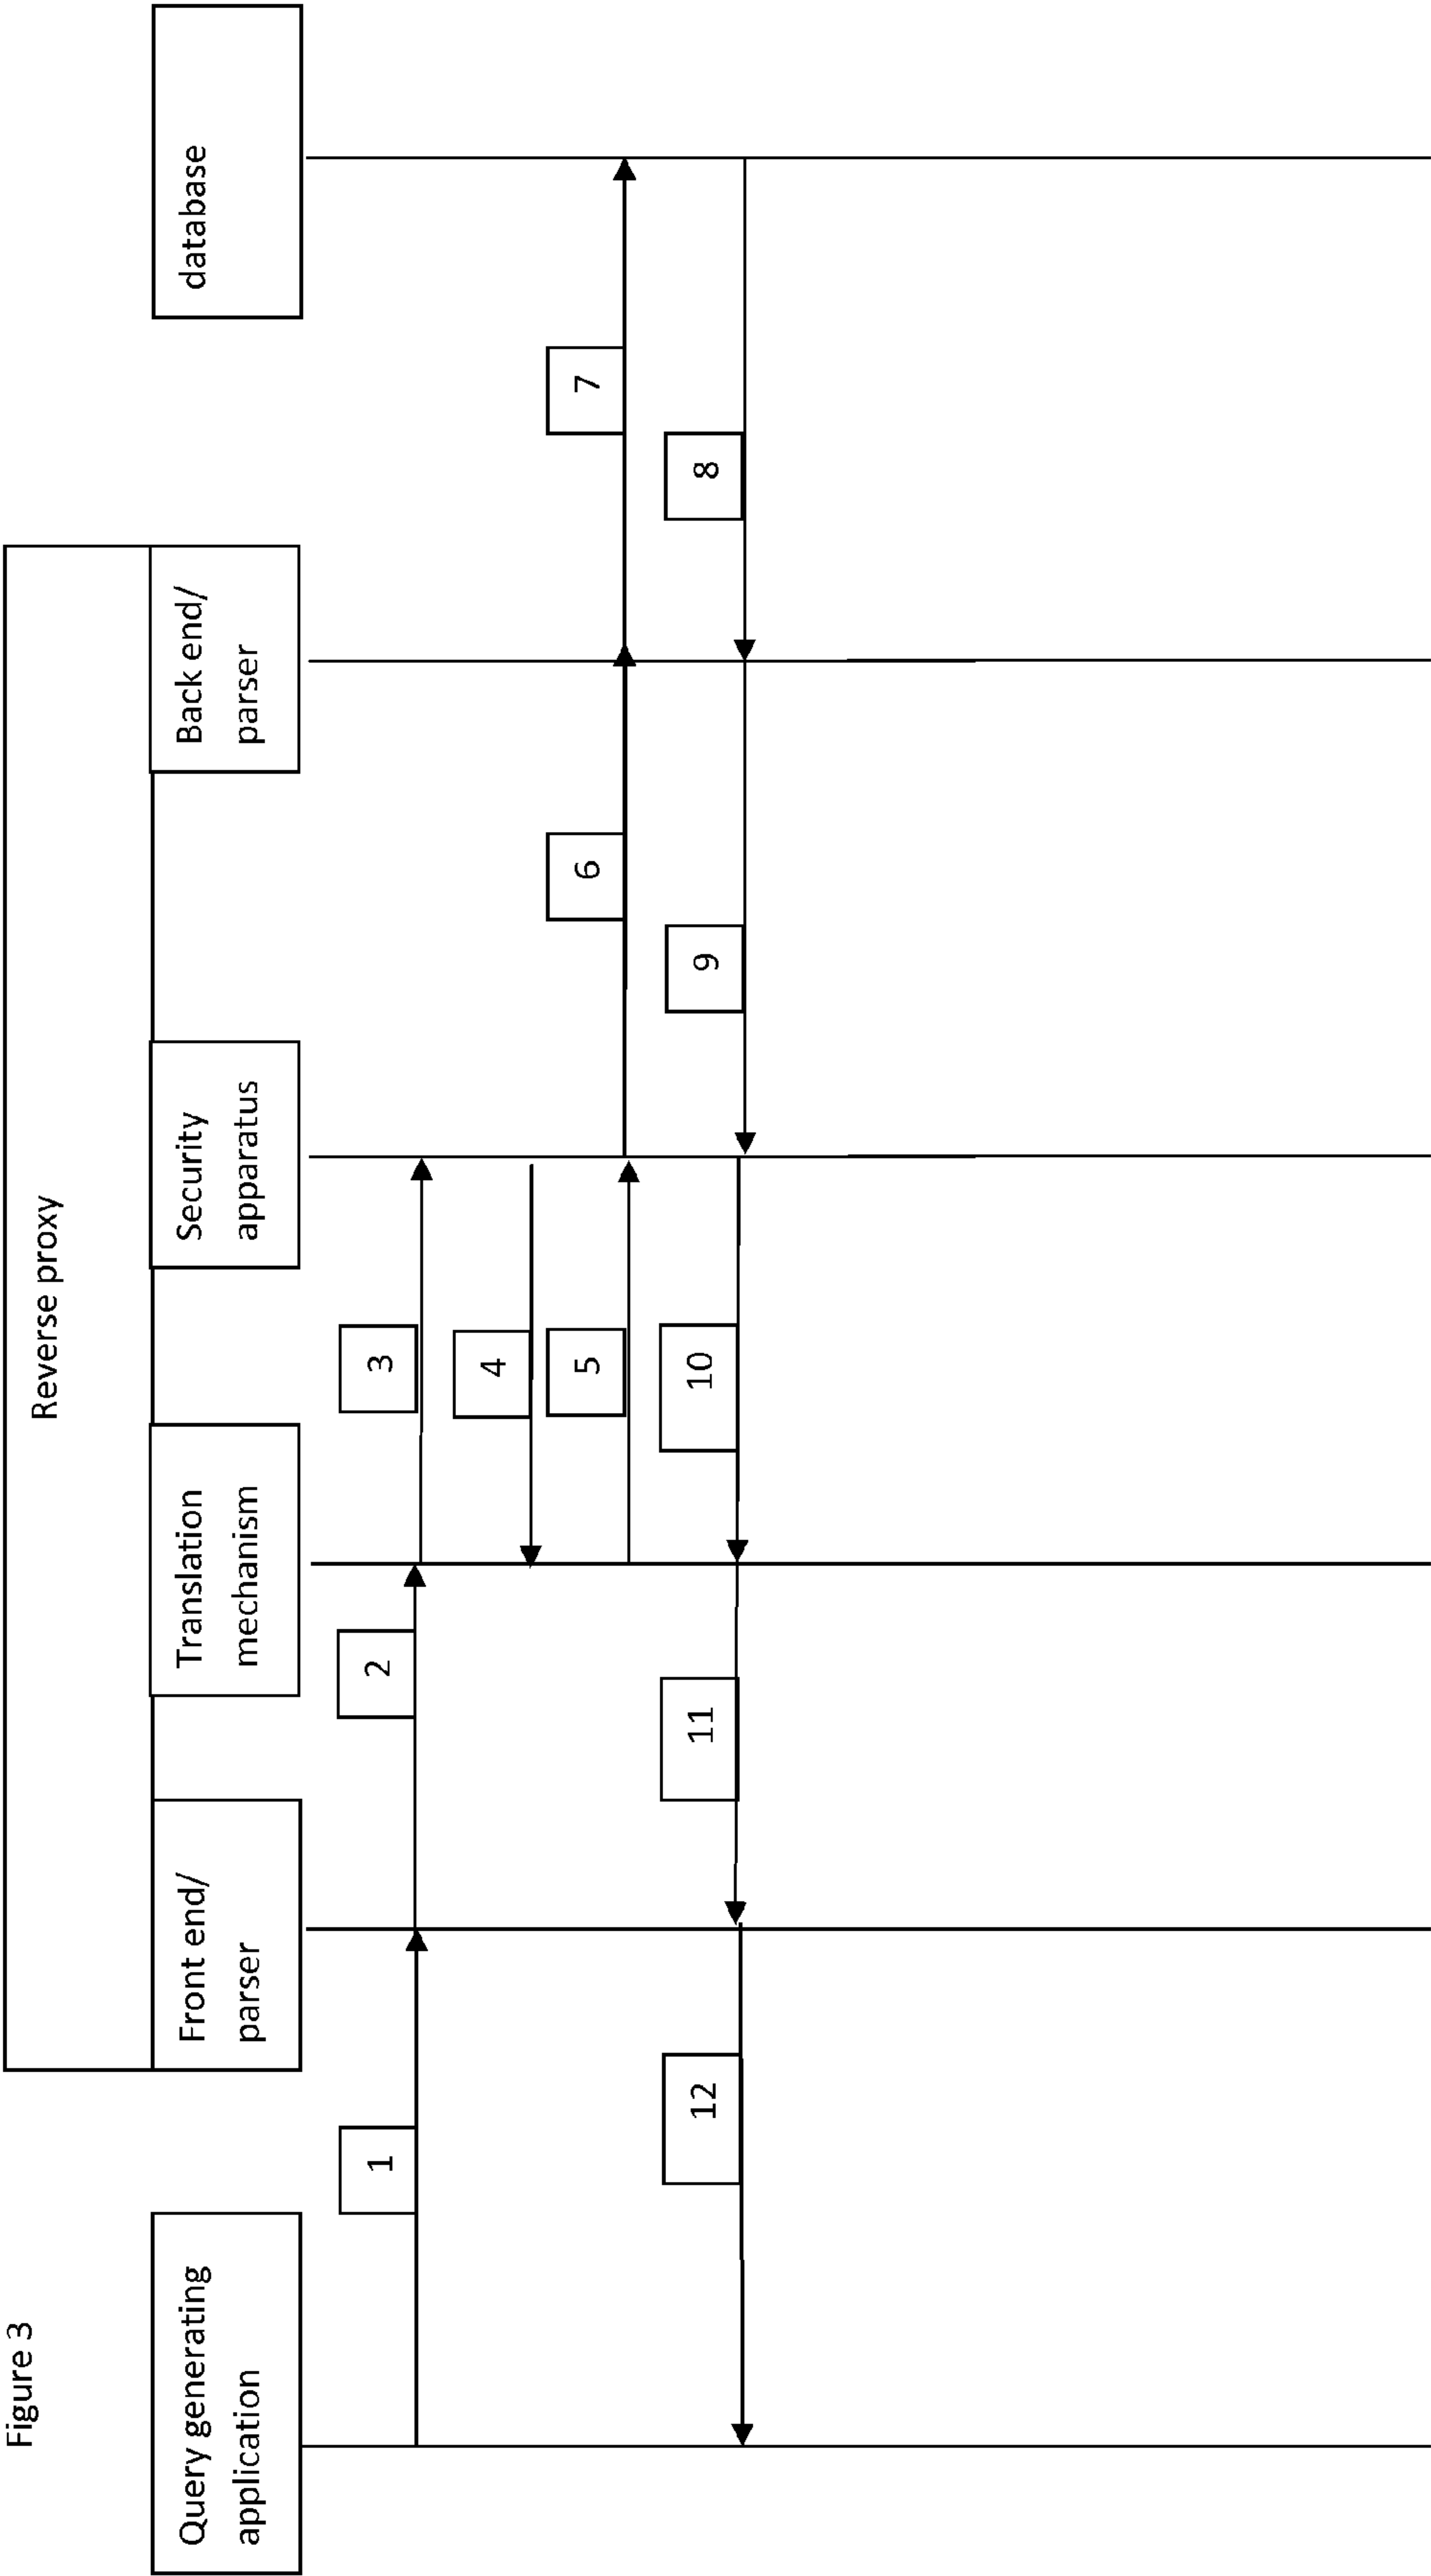 Figure 3
Reverse proxy
Query generating
application
Front end/
parser
Translation
mechanism
Security
apparatus
Back end/
parser
database
1
2
3
4
5
6
7
8
9
10
11
12